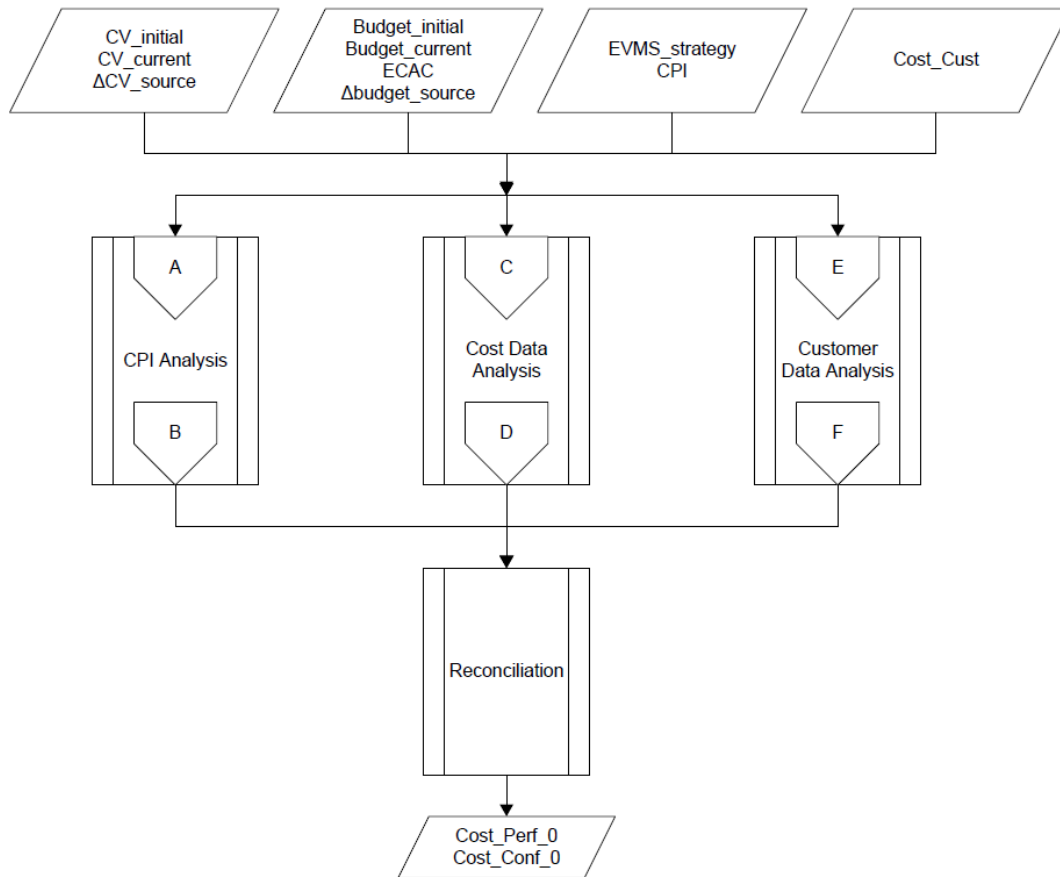 CV_initial
CV_current
ΔCV_source
Budget_initial
Budget_current
ECAC
Δbudget_source
EVMS_strategy
CPI
Cost_Cust
A
CPI Analysis
B
C
Cost Data
Analysis
D
E
Customer
Data Analysis
F
Reconciliation
Cost_Perf_0
Cost_Conf_0